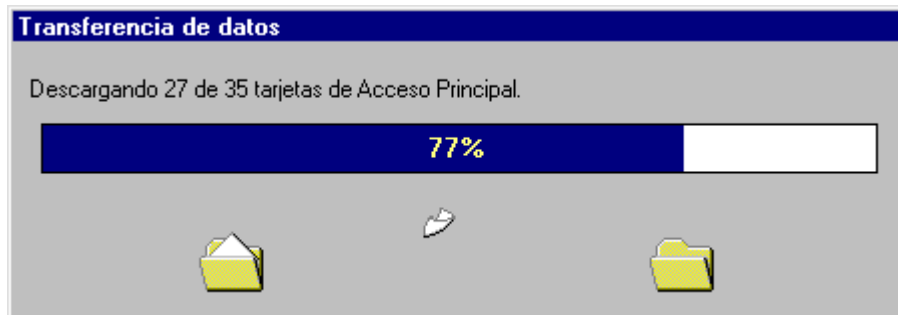 Transferencia de datos
Descargando 27 de 35 tarjetas de Acceso Principal.
77%